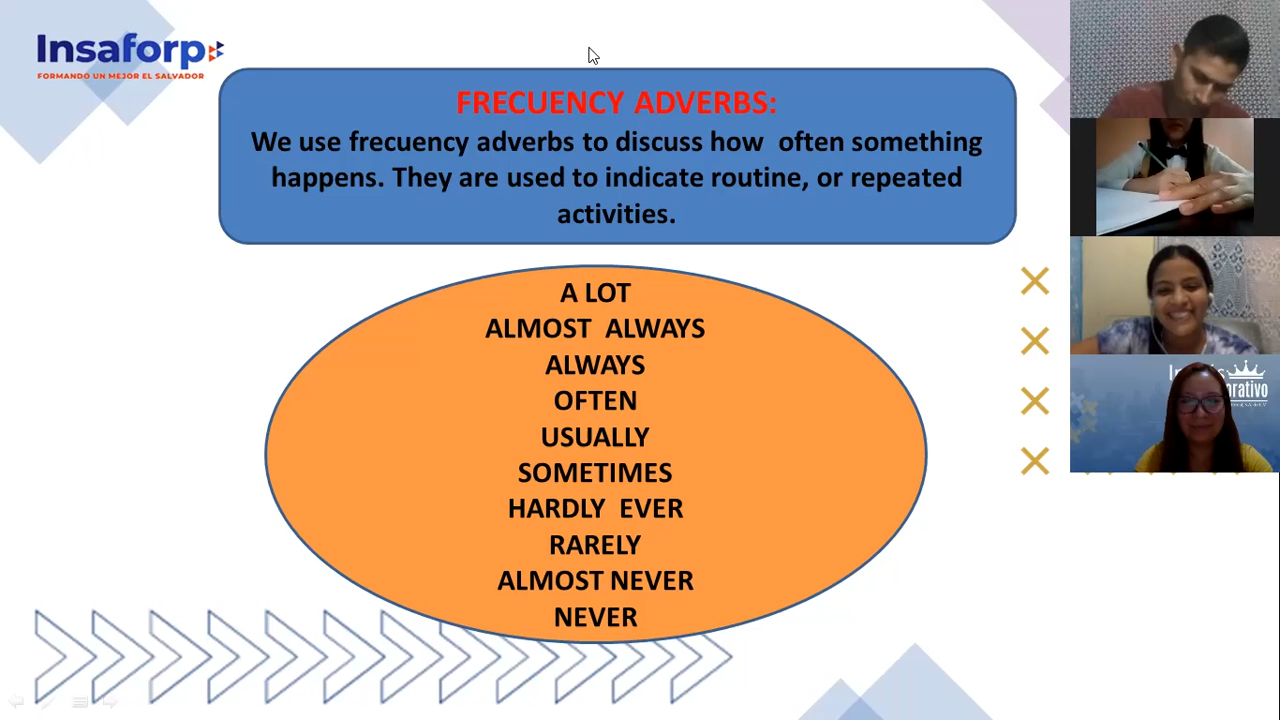 Insaforp
FORMANDO UN MEJOR EL SALVADOR
FRECUENCY ADVERBS:
We use frecuency adverbs to discuss how often something
happens. They are used to indicate routine, or repeated
activities.
A LOT
ALMOST ALWAYS
ALWAYS
OFTEN
USUALLY
SOMETIMES
HARDLY EVER
RARELY
ALMOST NEVER
NEVER